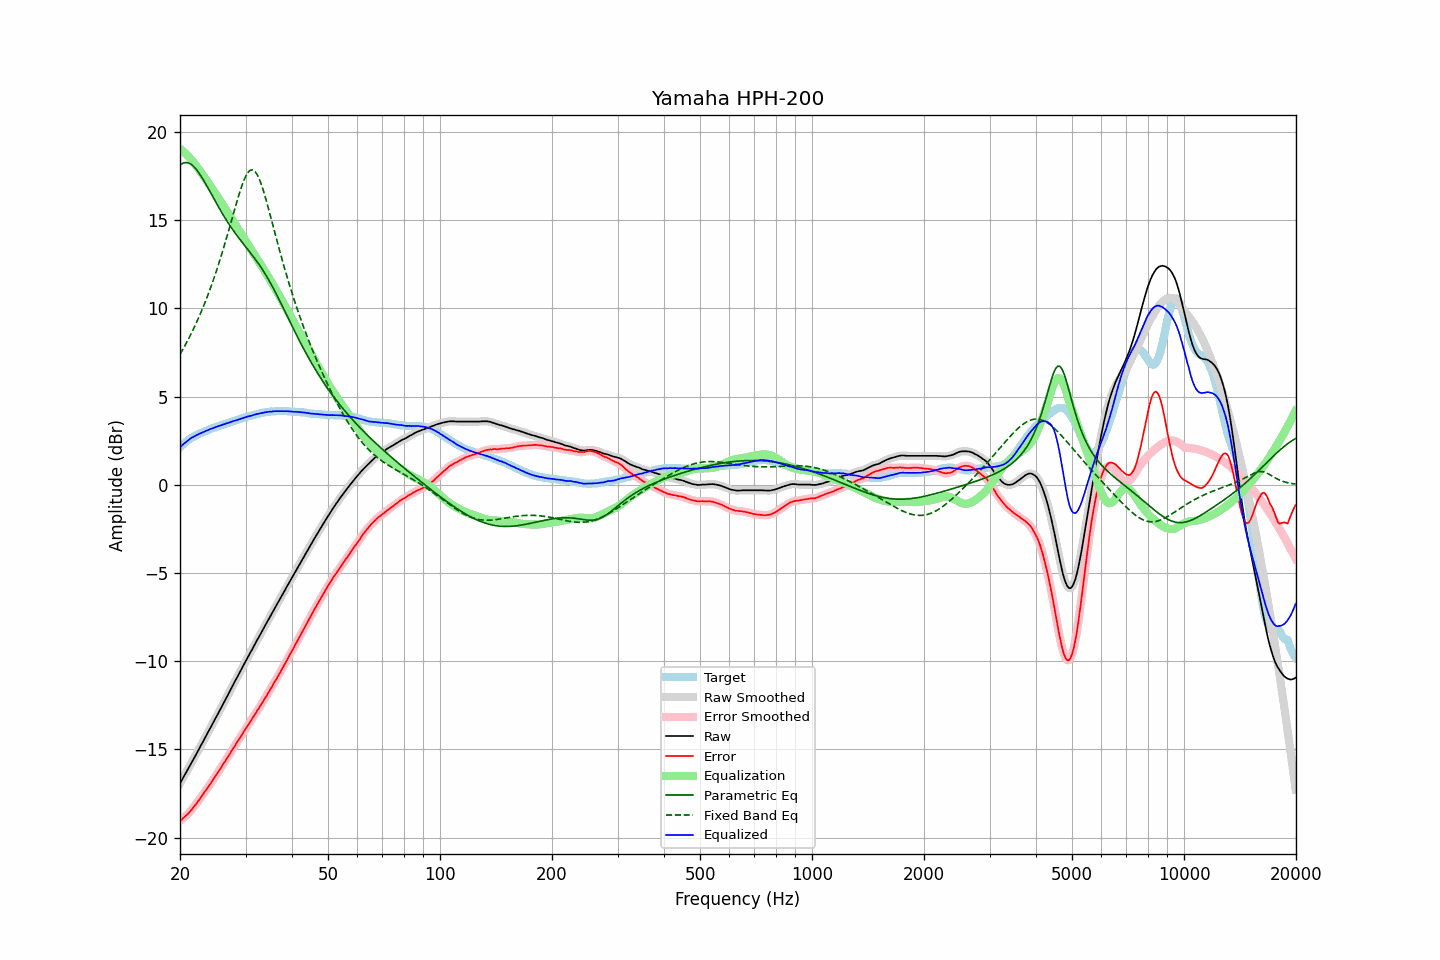 Yamaha HPH-200
Amplitude (dBr)
20
15
10
5
0
−5
−10
−15
−20
Target
Raw Smoothed
Error Smoothed
Raw
Error
Equalization
Parametric Eq
Fixed Band Eq
Equalized
20 50 100 200 500 1000 2000 5000 10000 20000
Frequency (Hz)